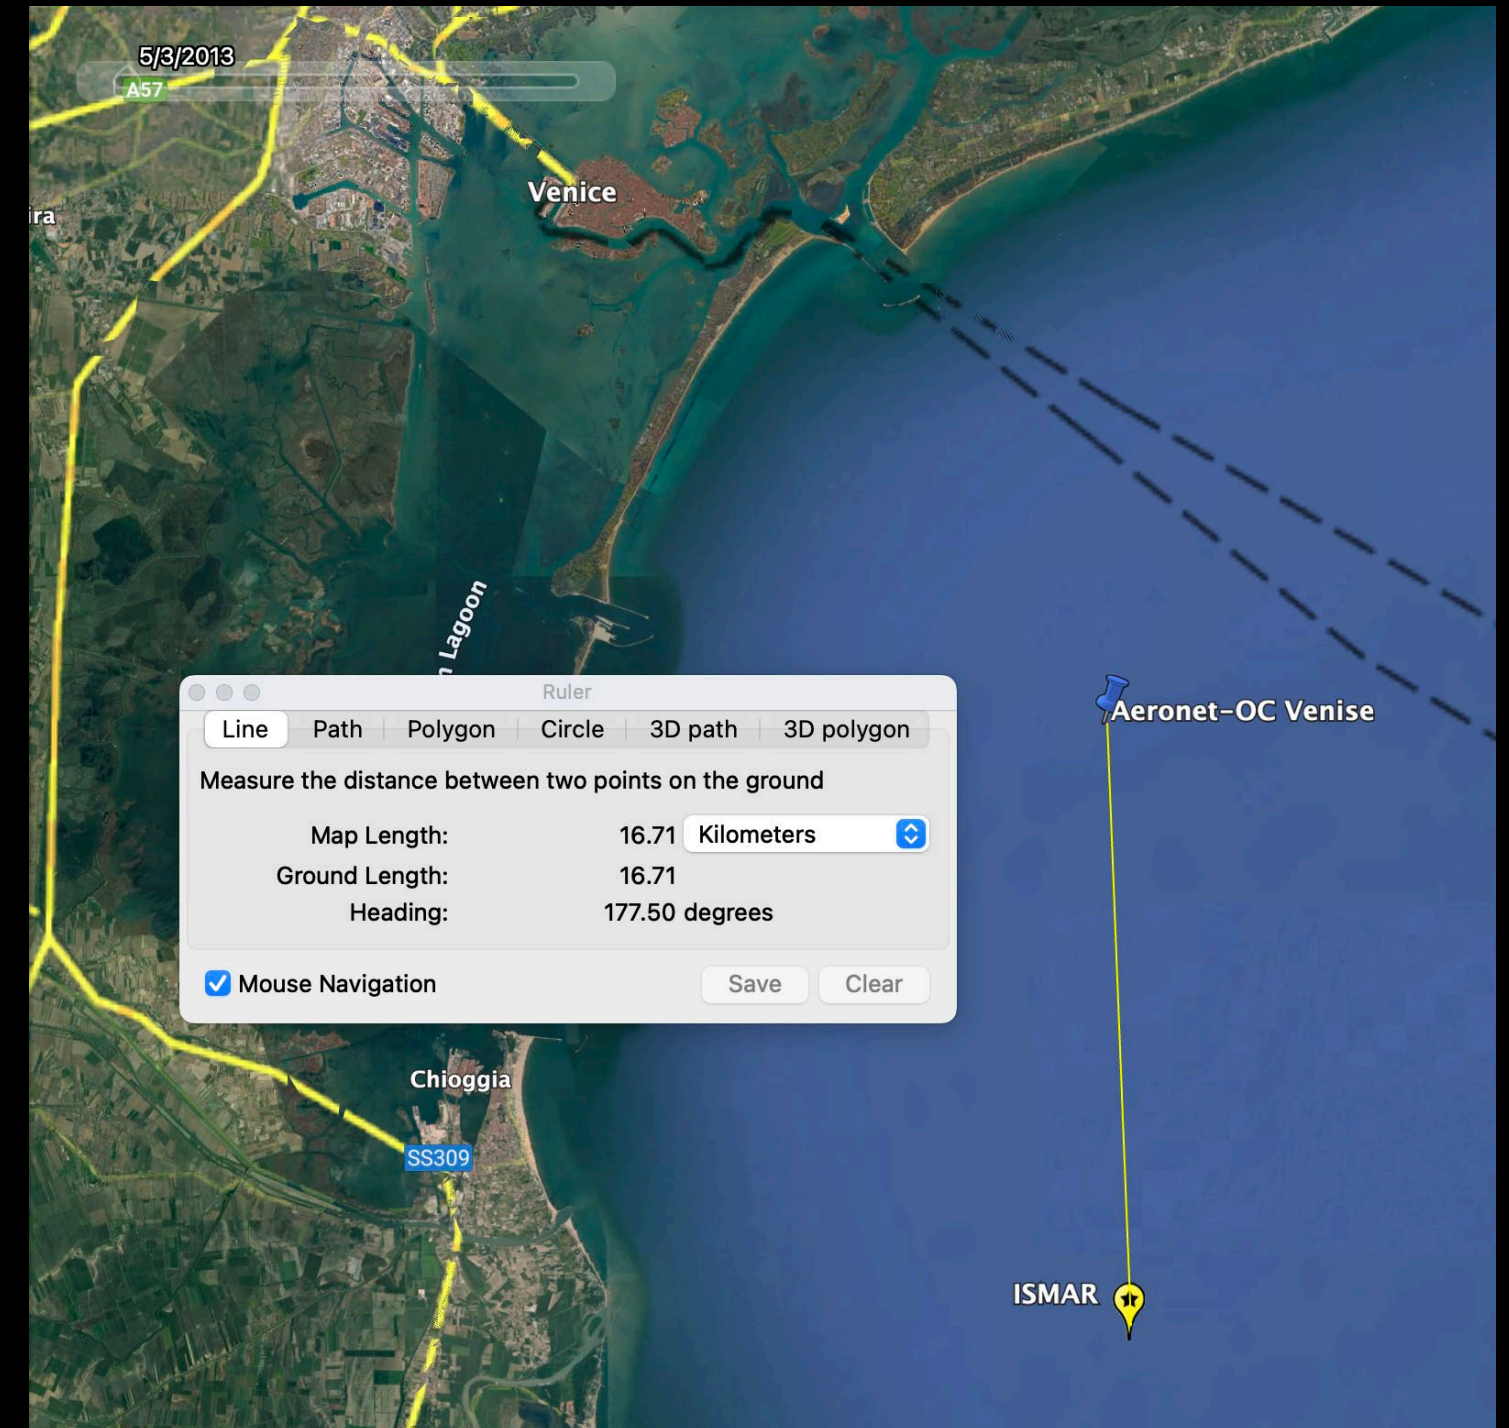 5/3/2013
A57
Venice
ira
n Lagoon
Ruler
Line Path Polygon Circle 3D path 3D polygon
Aeronet-OC Venise
Measure the distance between two points on the ground
Map Length: 16.71 Kilometers
Ground Length: 16.71
Heading: 177.50 degrees
Mouse Navigation Save Clear
Chioggia
SS309
ISMAR